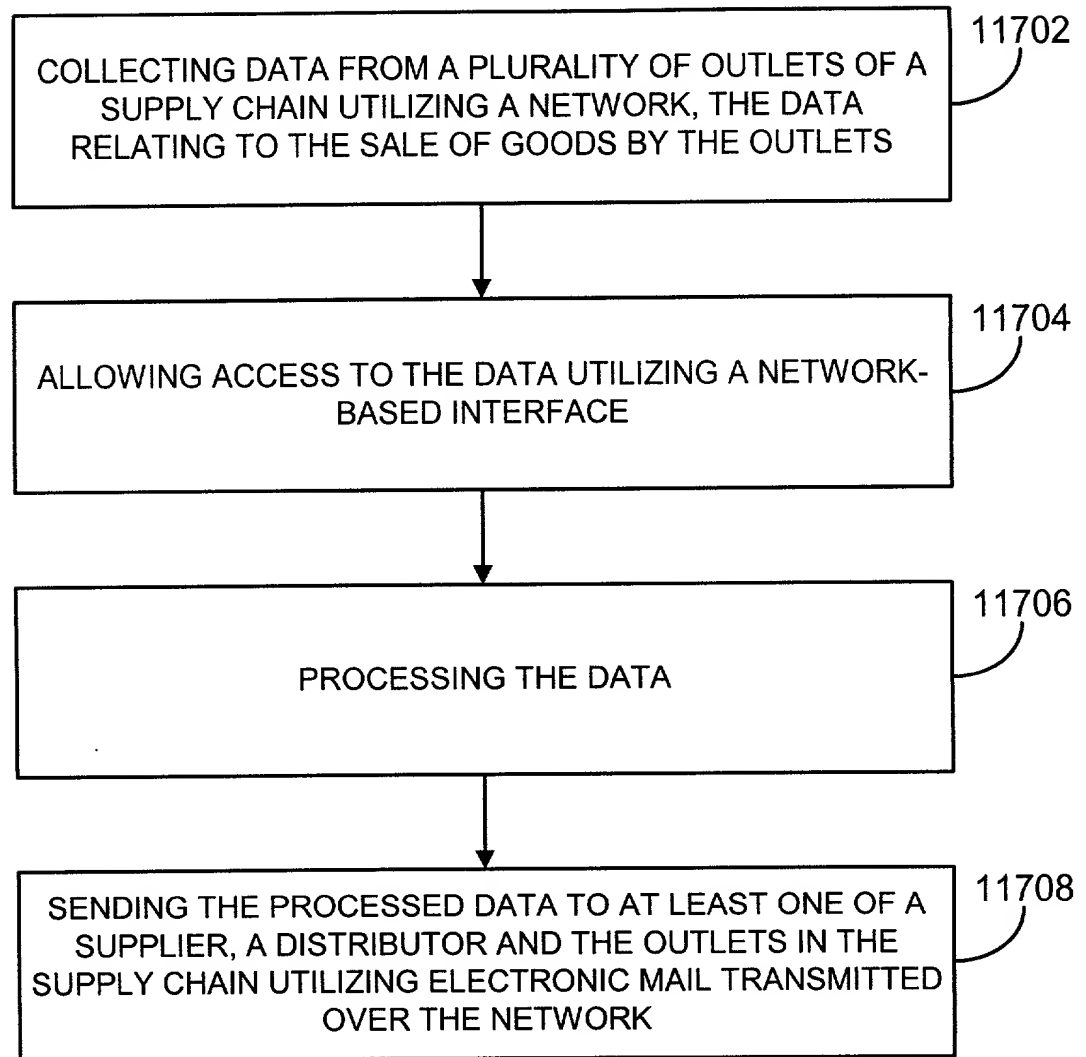 11702
COLLECTING DATA FROM A PLURALITY OF OUTLETS OF A
SUPPLY CHAIN UTILIZING A NETWORK, THE DATA
RELATING TO THE SALE OF GOODS BY THE OUTLETS
11704
ALLOWING ACCESS TO THE DATA UTILIZING A NETWORK-
BASED INTERFACE
11706
PROCESSING THE DATA
11708
SENDING THE PROCESSED DATA TO AT LEAST ONE OF A
SUPPLIER, A DISTRIBUTOR AND THE OUTLETS IN THE
SUPPLY CHAIN UTILIZING ELECTRONIC MAIL TRANSMITTED
OVER THE NETWORK